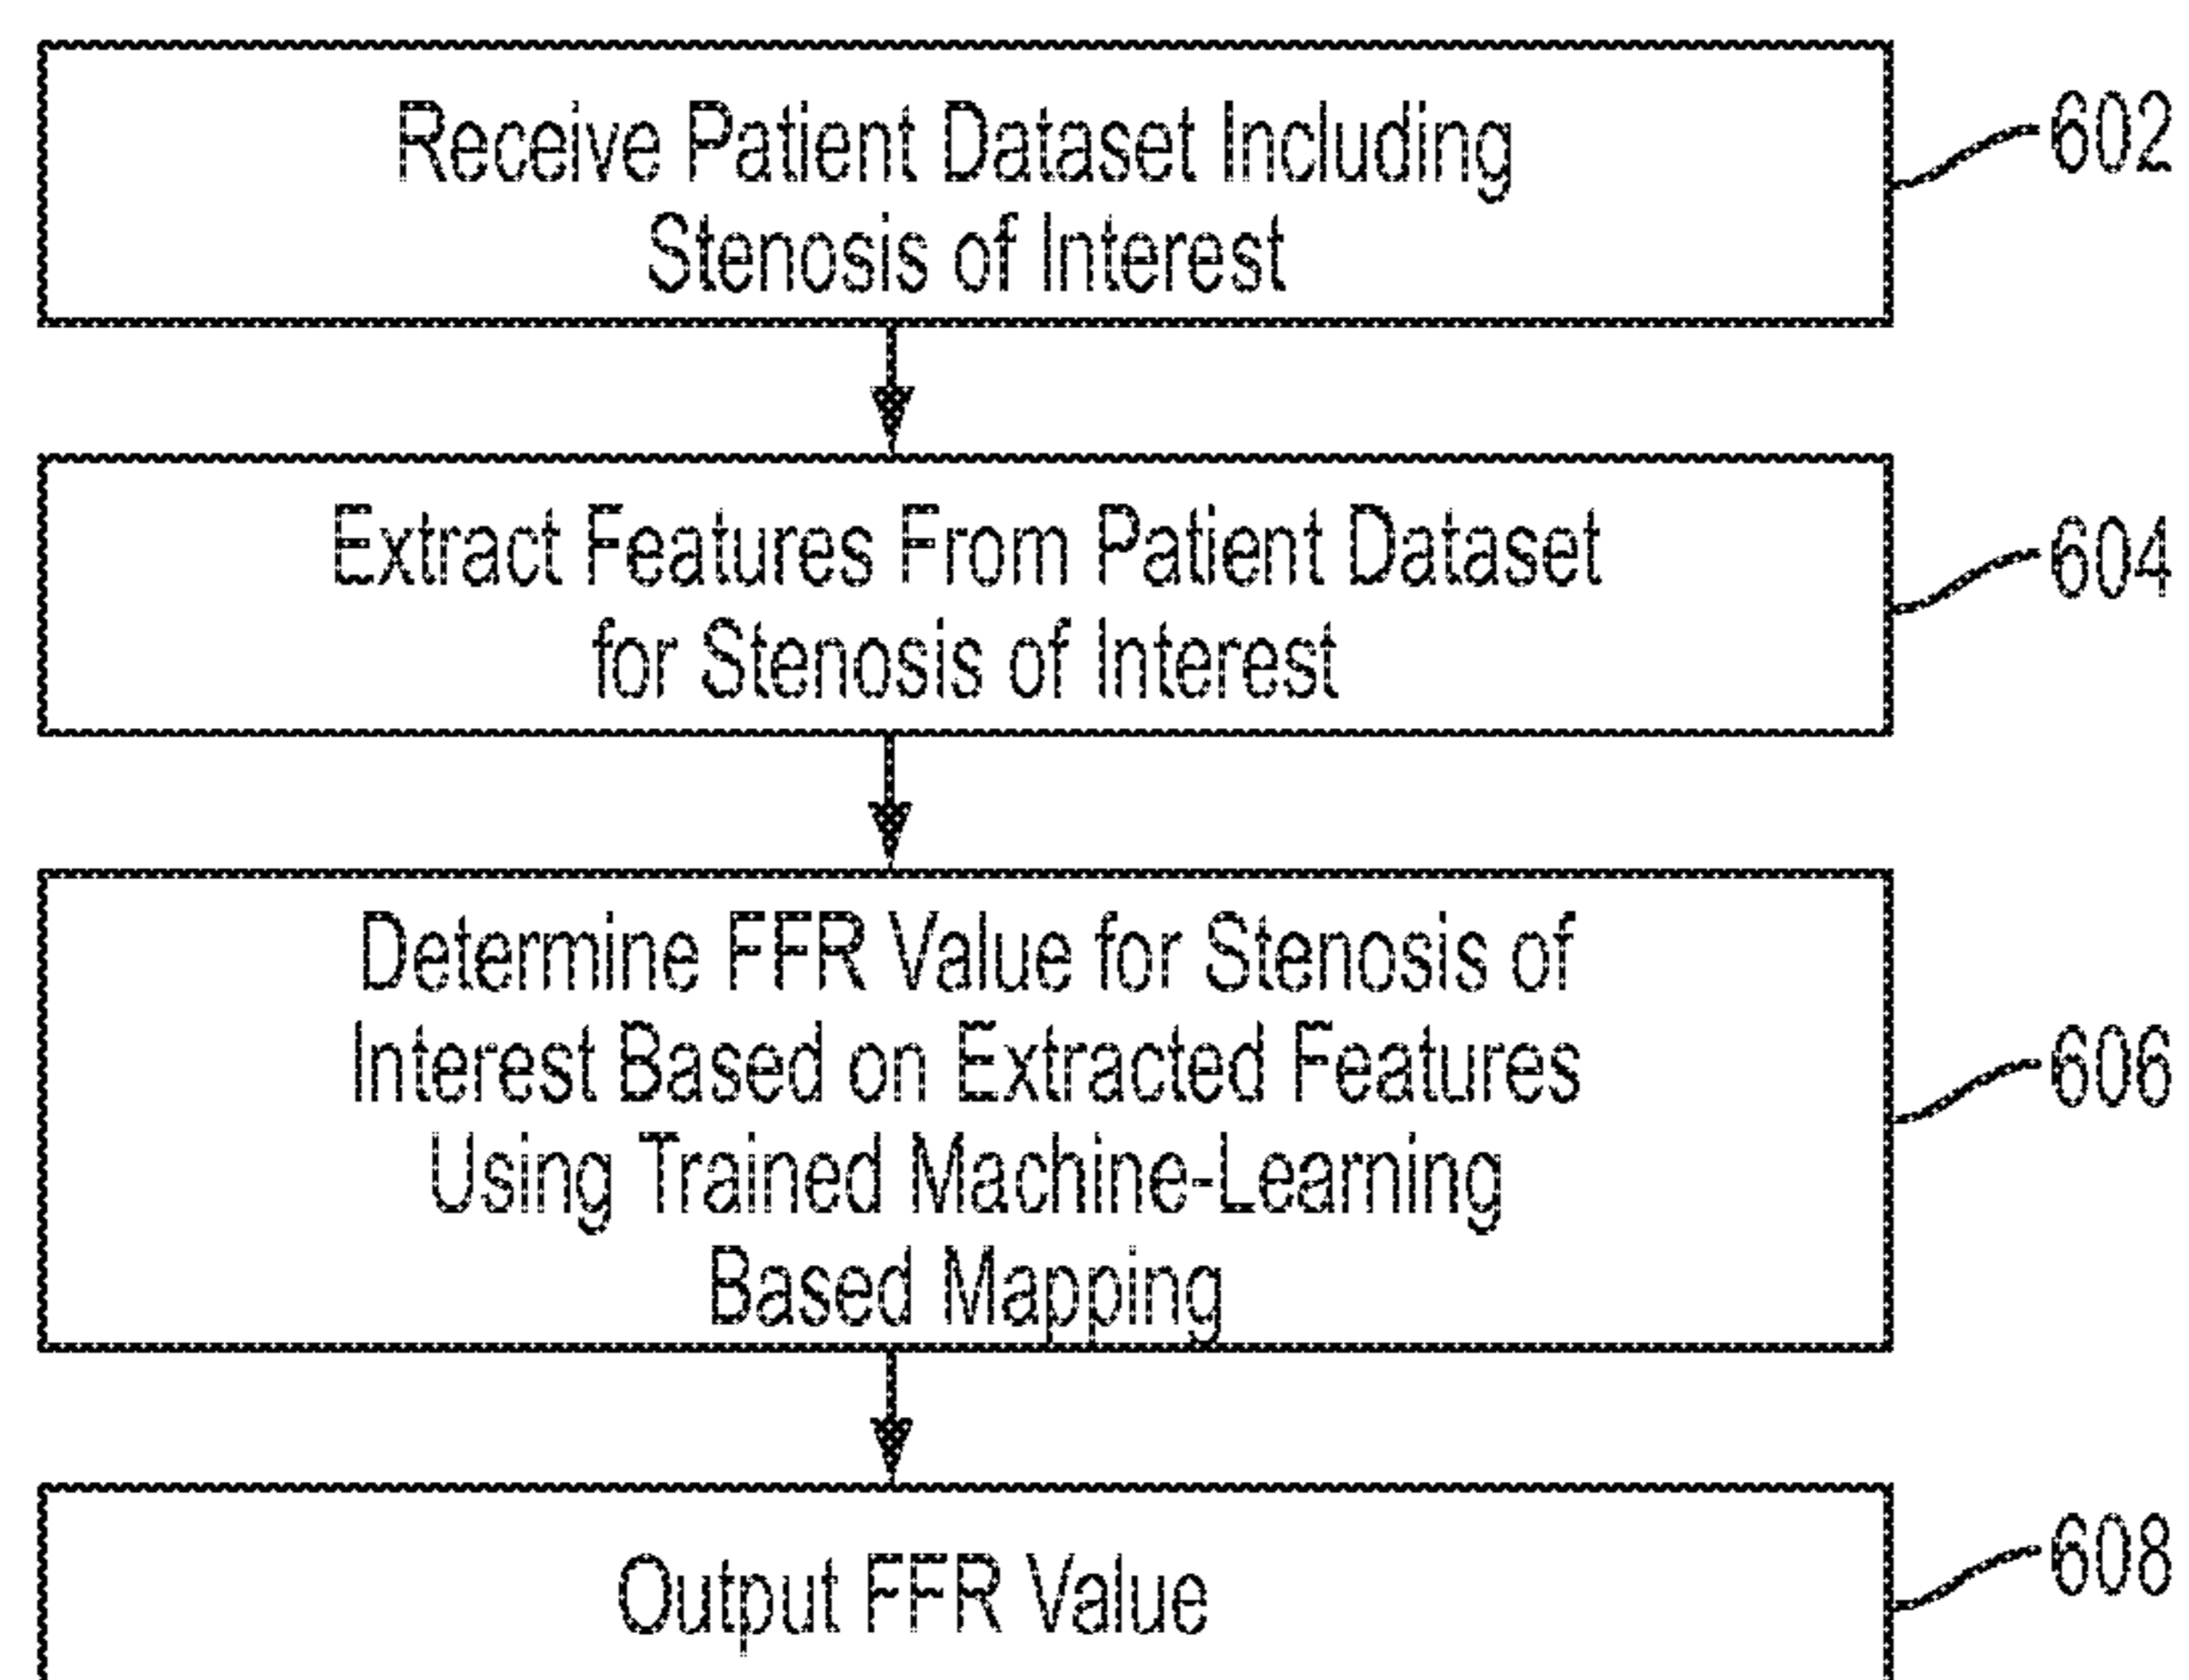 Receive Patient Dataset Including
Stenosis of Interest
602
Extract Features From Patient Dataset
for Stenosis of Interest
604
Determine FFR Value for Stenosis of
Interest Based on Extracted Features
Using Trained Machine-Learning
Based Mapping
606
Output FFR Value
608